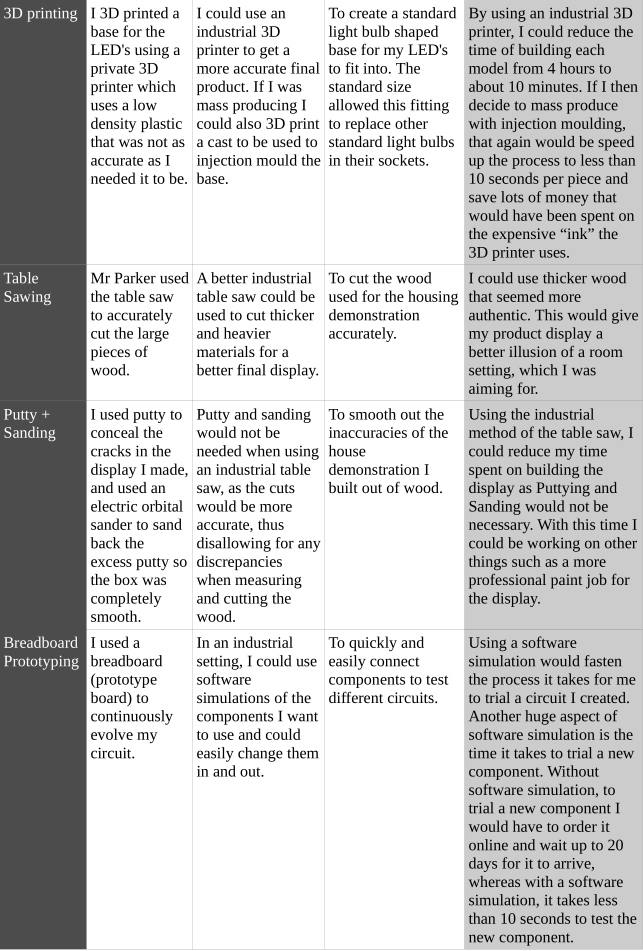 3D printing
I 3D printed a
base for the
LED's using a
private 3D
printer which
uses a low
density plastic
that was not as
accurate as I
needed it to be.
I could use an
industrial 3D
printer to get a
more accurate final
product. If I was
mass producing I
could also 3D print
a cast to be used to
injection mould the
base.
To create a standard
light bulb shaped
base for my LED's
to fit into. The
standard size
allowed this fitting
to replace other
standard light bulbs
in their sockets.
By using an industrial 3D
printer, I could reduce the
time of building each
model from 4 hours to
about 10 minutes. If I then
decide to mass produce
with injection moulding,
that again would be speed
up the process to less than
10 seconds per piece and
save lots of money that
would have been spent on
the expensive “ink” the
3D printer uses.
Table
Sawing
Mr Parker used
the table saw
to accurately
cut the large
pieces of
wood.
A better industrial
table saw could be
used to cut thicker
and heavier
materials for a
better final display.
To cut the wood
used for the housing
demonstration
accurately.
I could use thicker wood
that seemed more
authentic. This would give
my product display a
better illusion of a room
setting, which I was
aiming for.
Putty +
Sanding
I used putty to
conceal the
cracks in the
display I made,
and used an
electric orbital
sander to sand
back the
excess putty so
the box was
completely
smooth.
Putty and sanding
would not be
needed when using
an industrial table
saw, as the cuts
would be more
accurate, thus
disallowing for any
discrepancies
when measuring
and cutting the
wood.
To smooth out the
inaccuracies of the
house
demonstration I
built out of wood.
Using the industrial
method of the table saw, I
could reduce my time
spent on building the
display as Puttying and
Sanding would not be
necessary. With this time I
could be working on other
things such as a more
professional paint job for
the display.
Breadboard
Prototyping
I used a
breadboard
(prototype
board) to
continuously
evolve my
circuit.
In an industrial
setting, I could use
software
simulations of the
components I want
to use and could
easily change them
in and out.
To quickly and
easily connect
components to test
different circuits.
Using a software
simulation would fasten
the process it takes for me
to trial a circuit I created.
Another huge aspect of
software simulation is the
time it takes to trial a new
component. Without
software simulation, to
trial a new component I
would have to order it
online and wait up to 20
days for it to arrive,
whereas with a software
simulation, it takes less
than 10 seconds to test the
new component.